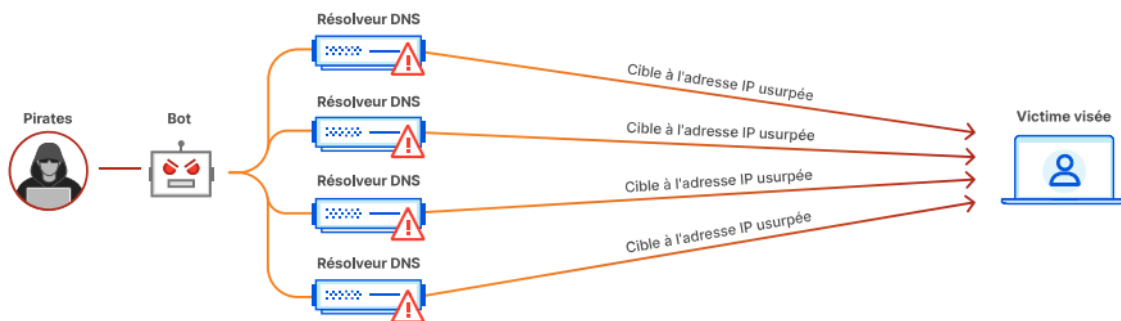 Résolveur DNS
Cible à l'adresse IP usurpée
Résolveur DNS
Pirates
Bot
Victime visée
Cible à l'adresse IP usurpée
Résolveur DNS
Cible à l'adresse IP usurpée
Résolveur DNS
Cible à l'adresse IP usurpée